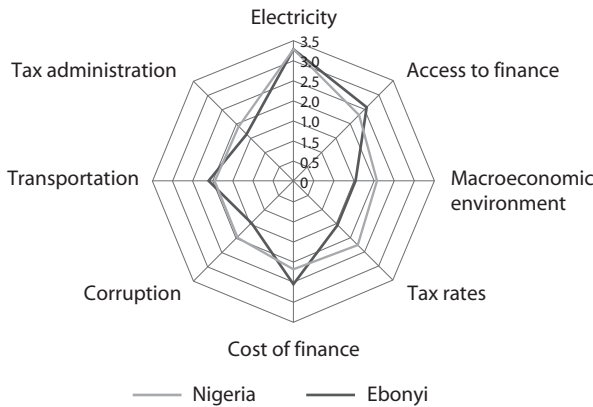 Electricity
3.5
3.0
2.5
2.0
1.0
1.0
0.5
0
Tax administration
Access to finance
Transportation
Macroeconomic
environment
Corruption
Tax rates
Cost of finance
Nigeria
Ebonyi